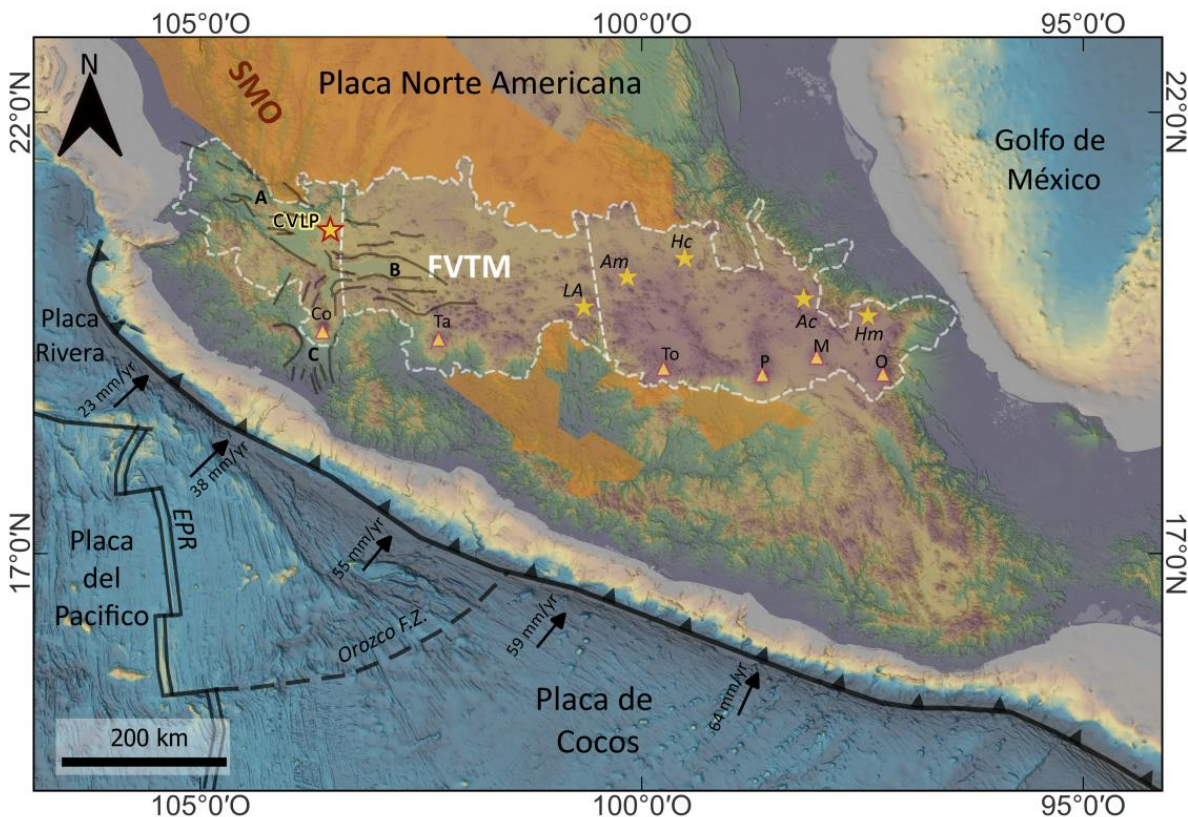 105°0′O
100°0′O
95°0′O
N
SMO
Placa Norte Americana
22°0′N
22°0′N
Golfo de
México
A
CVLP
Hc
B
FVTM
Am
LA
Ac
Hm
Co
Ta
C
To
P
M
O
Placa
Rivera
23 mm/yr
38 mm/yr
EPR
55 mm/yr
17°0′N
17°0′N
Placa
del
Pacifico
Orozco F.Z.
59 mm/yr
64 mm/yr
Placa de
Cocos
200 km
105°0′O
100°0′O
95°0′O